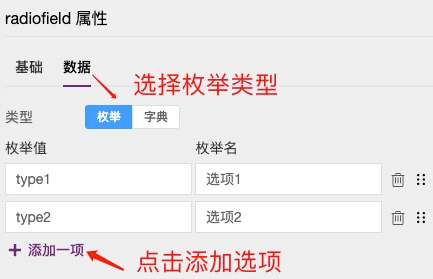 radiofield 属性
基础 数据
选择枚举类型
类型 枚举 字典
枚举值 枚举名
type1 选项1
type2 选项2
+ 添加一项
点击添加选项